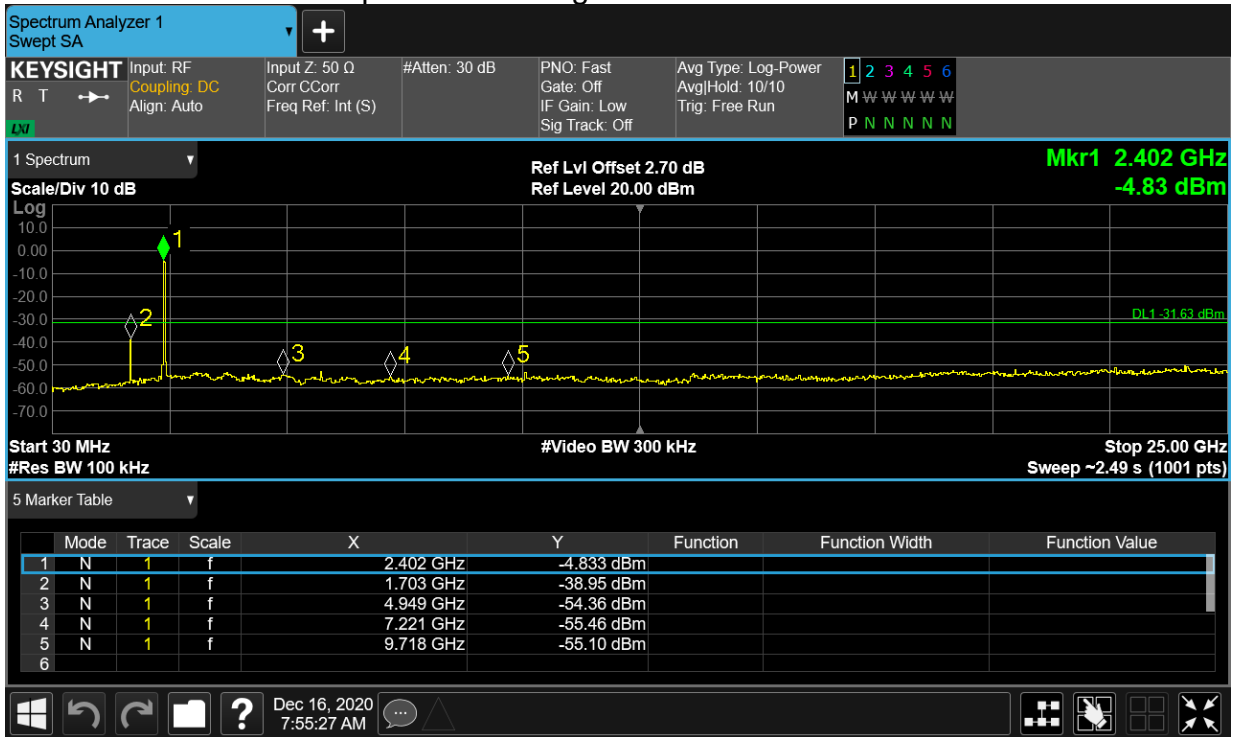 Spectrum Analyzer 1
Swept SA
KEYSIGHT
R T
LXI
Input: RF
Coupling: DC
Align: Auto
Input Z: 50 Ω
Corr CCorr
Freq Ref: Int (S)
#Atten: 30 dB
PNO: Fast
Gate: Off
IF Gain: Low
Sig Track: Off
Avg Type: Log-Power
Avg|Hold: 10/10
Trig: Free Run
1 2 3 4 5 6
M W W W W W
P N N N N N
1 Spectrum
Scale/Div 10 dB
Ref Lvl Offset 2.70 dB
Ref Level 20.00 dBm
Mkr1 2.402 GHz
-4.83 dBm
Log
10.0
0.00
-10.0
-20.0
-30.0
-40.0
-50.0
-60.0
-70.0
1
2
3
4
5
DL1 -31.63 dBm
Start 30 MHz
#Res BW 100 kHz
#Video BW 300 kHz
Stop 25.00 GHz
Sweep ~2.49 s (1001 pts)
5 Marker Table
Mode Trace Scale X Y Function Function Width Function Value
1 N 1 f 2.402 GHz -4.833 dBm
2 N 1 f 1.703 GHz -38.95 dBm
3 N 1 f 4.949 GHz -54.36 dBm
4 N 1 f 7.221 GHz -55.46 dBm
5 N 1 f 9.718 GHz -55.10 dBm
6
?
Dec 16, 2020
7:55:27 AM